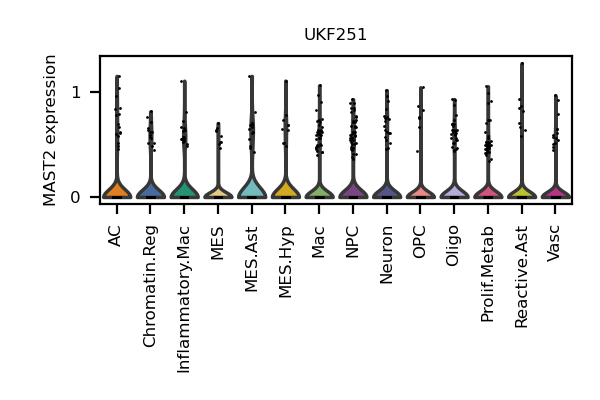 UKF251
MAST2 expression
1
0
AC
Chromatin.Reg
Inflammatory.Mac
MES
MES.Ast
MES.Hyp
Mac
NPC
Neuron
OPC
Oligo
Prolif.Metab
Reactive.Ast
Vasc